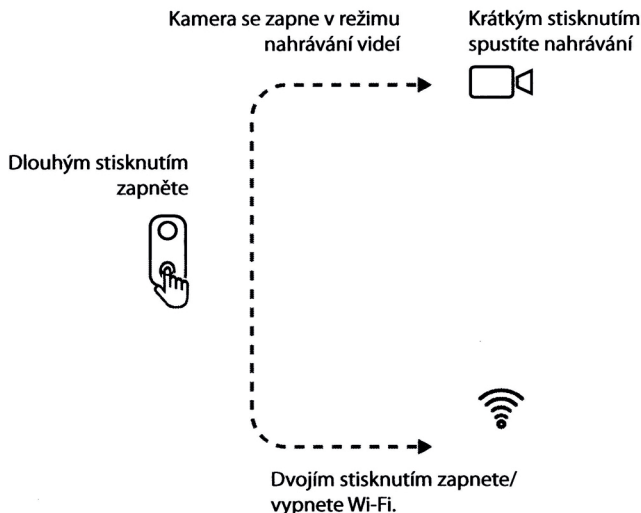 Kamera se zapne v režimu
nahrávání videí
Krátkým stisknutím
spustíte nahrávání
Dlouhým stisknutím
zapněte
Dvojím stisknutím zapnete/
vypnete Wi-Fi.